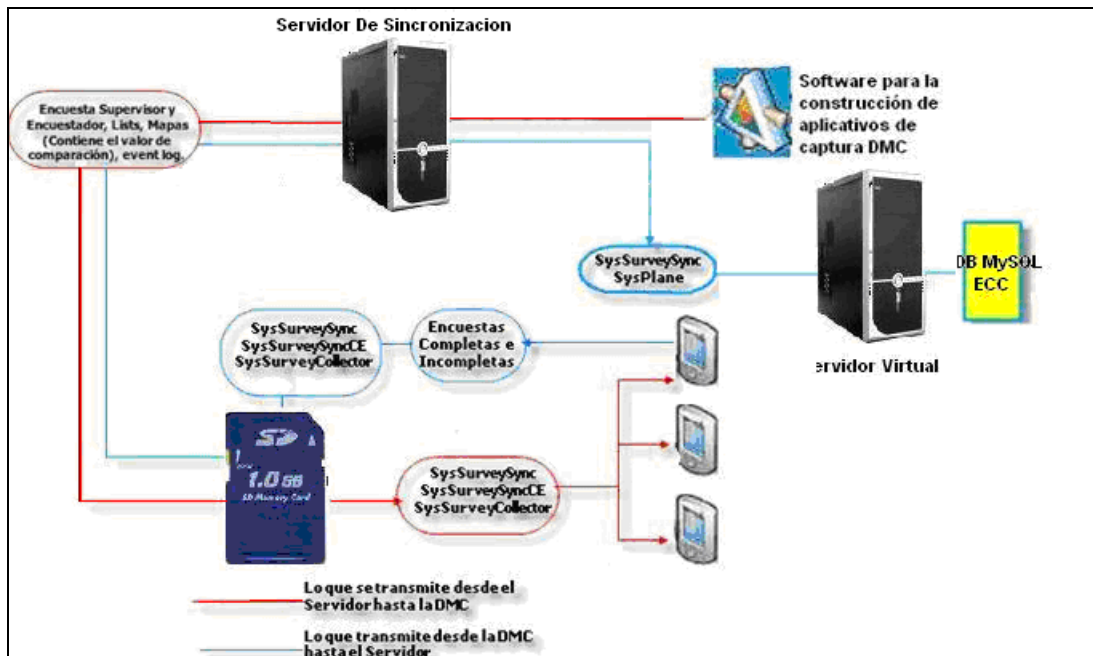 Servidor De Sincronizacion
Encuesta Supervisor y
Encuestador, Lists, Mapas
(Contiene el valor de
comparación), event log.
Software para la
construcción de
aplicativos de
captura DMC
SysSurveySync
SysPlane
DB MySQL
ECC
ervidor Virtual
SysSurveySync
SysSurveySyncCE
SysSurveyCollector
Encuestas
Completas e
Incompletas
SD
1.0 GB
SD Memory Card
SysSurveySync
SysSurveySyncCE
SysSurveyCollector
Lo que se transmite desde el
Servidor hasta la DMC
Lo que transmite desde la DMC
hasta el Servidor